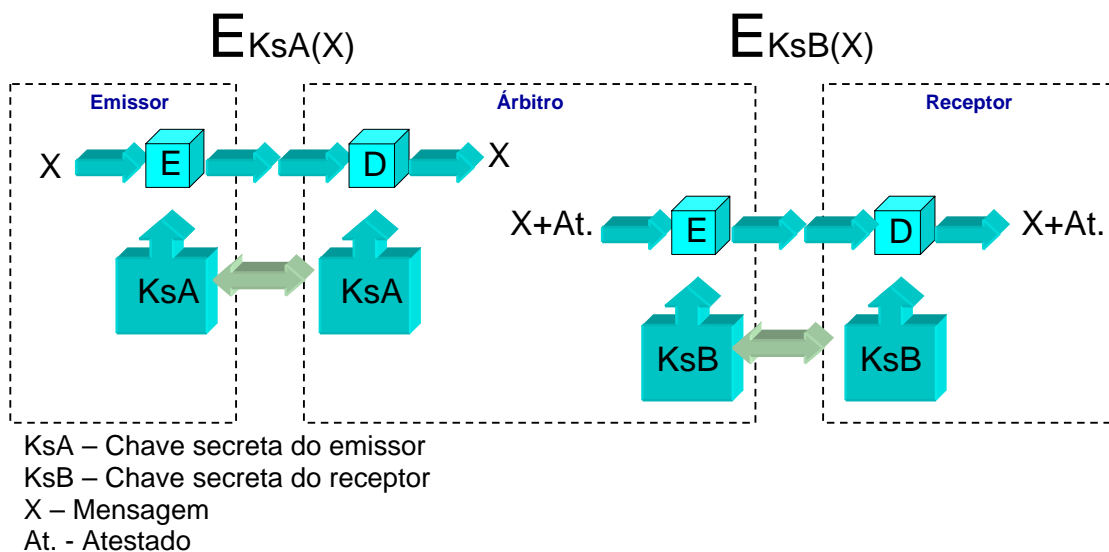 EKsA(X) EKsB(X)
Emissor Árbitro Receptor
X E D X
X+At. E D X+At.
KsA KsA
KsB KsB
KsA – Chave secreta do emissor
KsB – Chave secreta do receptor
X – Mensagem
At. - Atestado